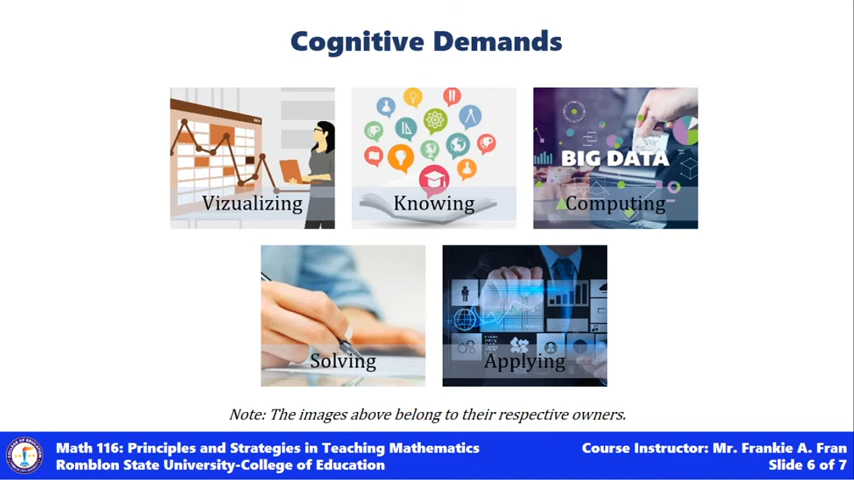 Cognitive Demands
BIG DATA
Vizualizing
Knowing
Computing
Solving
Applying
Note: The images above belong to their respective owners.
Math 116: Principles and Strategies in Teaching Mathematics
Romblon State University-College of Education
Course Instructor: Mr. Frankie A. Fran
Slide 6 of 7